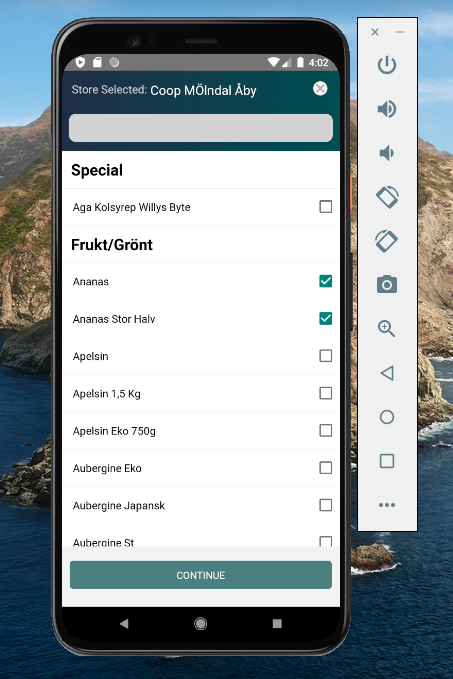 4:02
Store Selected: Coop MÖlndal Åby
Special
Aga Kolsyrep Willys Byte
Frukt/Grönt
Ananas
Ananas Stor Halv
Apelsin
Apelsin 1,5 Kg
Apelsin Eko 750g
Aubergine Eko
Aubergine Japansk
Aubergine St
CONTINUE